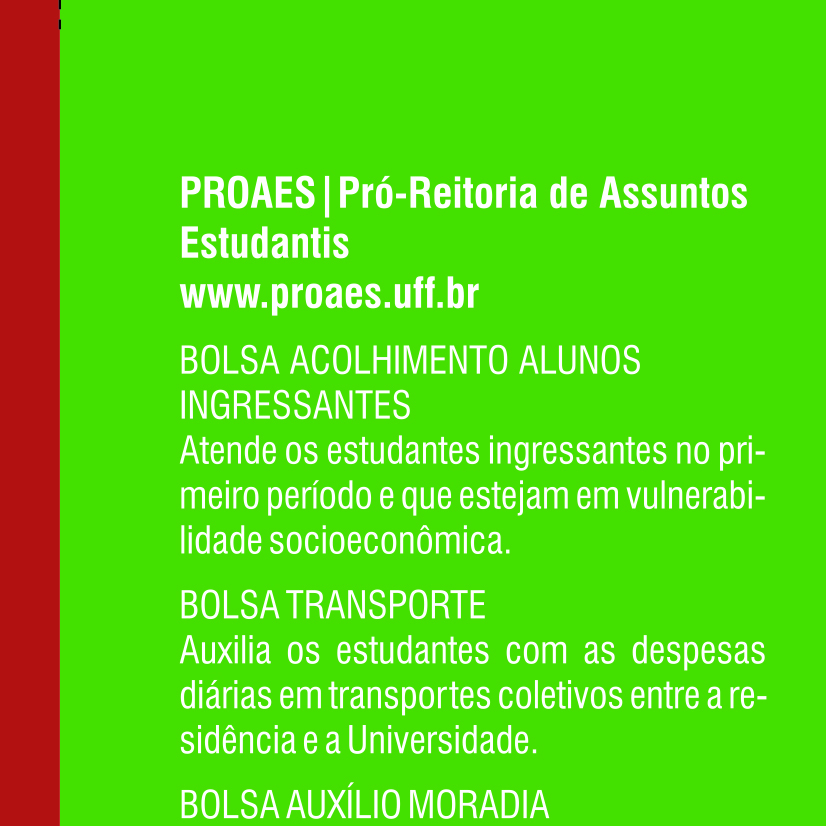 PROAES|Pró-Reitoria de Assuntos
Estudantis
www.proaes.uff.br
BOLSA ACOLHIMENTO ALUNOS
INGRESSANTES
Atende os estudantes ingressantes no pri-
meiro período e que estejam em vulnerabi-
lidade socioeconômica.
BOLSA TRANSPORTE
Auxilia os estudantes com as despesas
diárias em transportes coletivos entre a re-
sidência e a Universidade.
BOLSA AUXÍLIO MORADIA